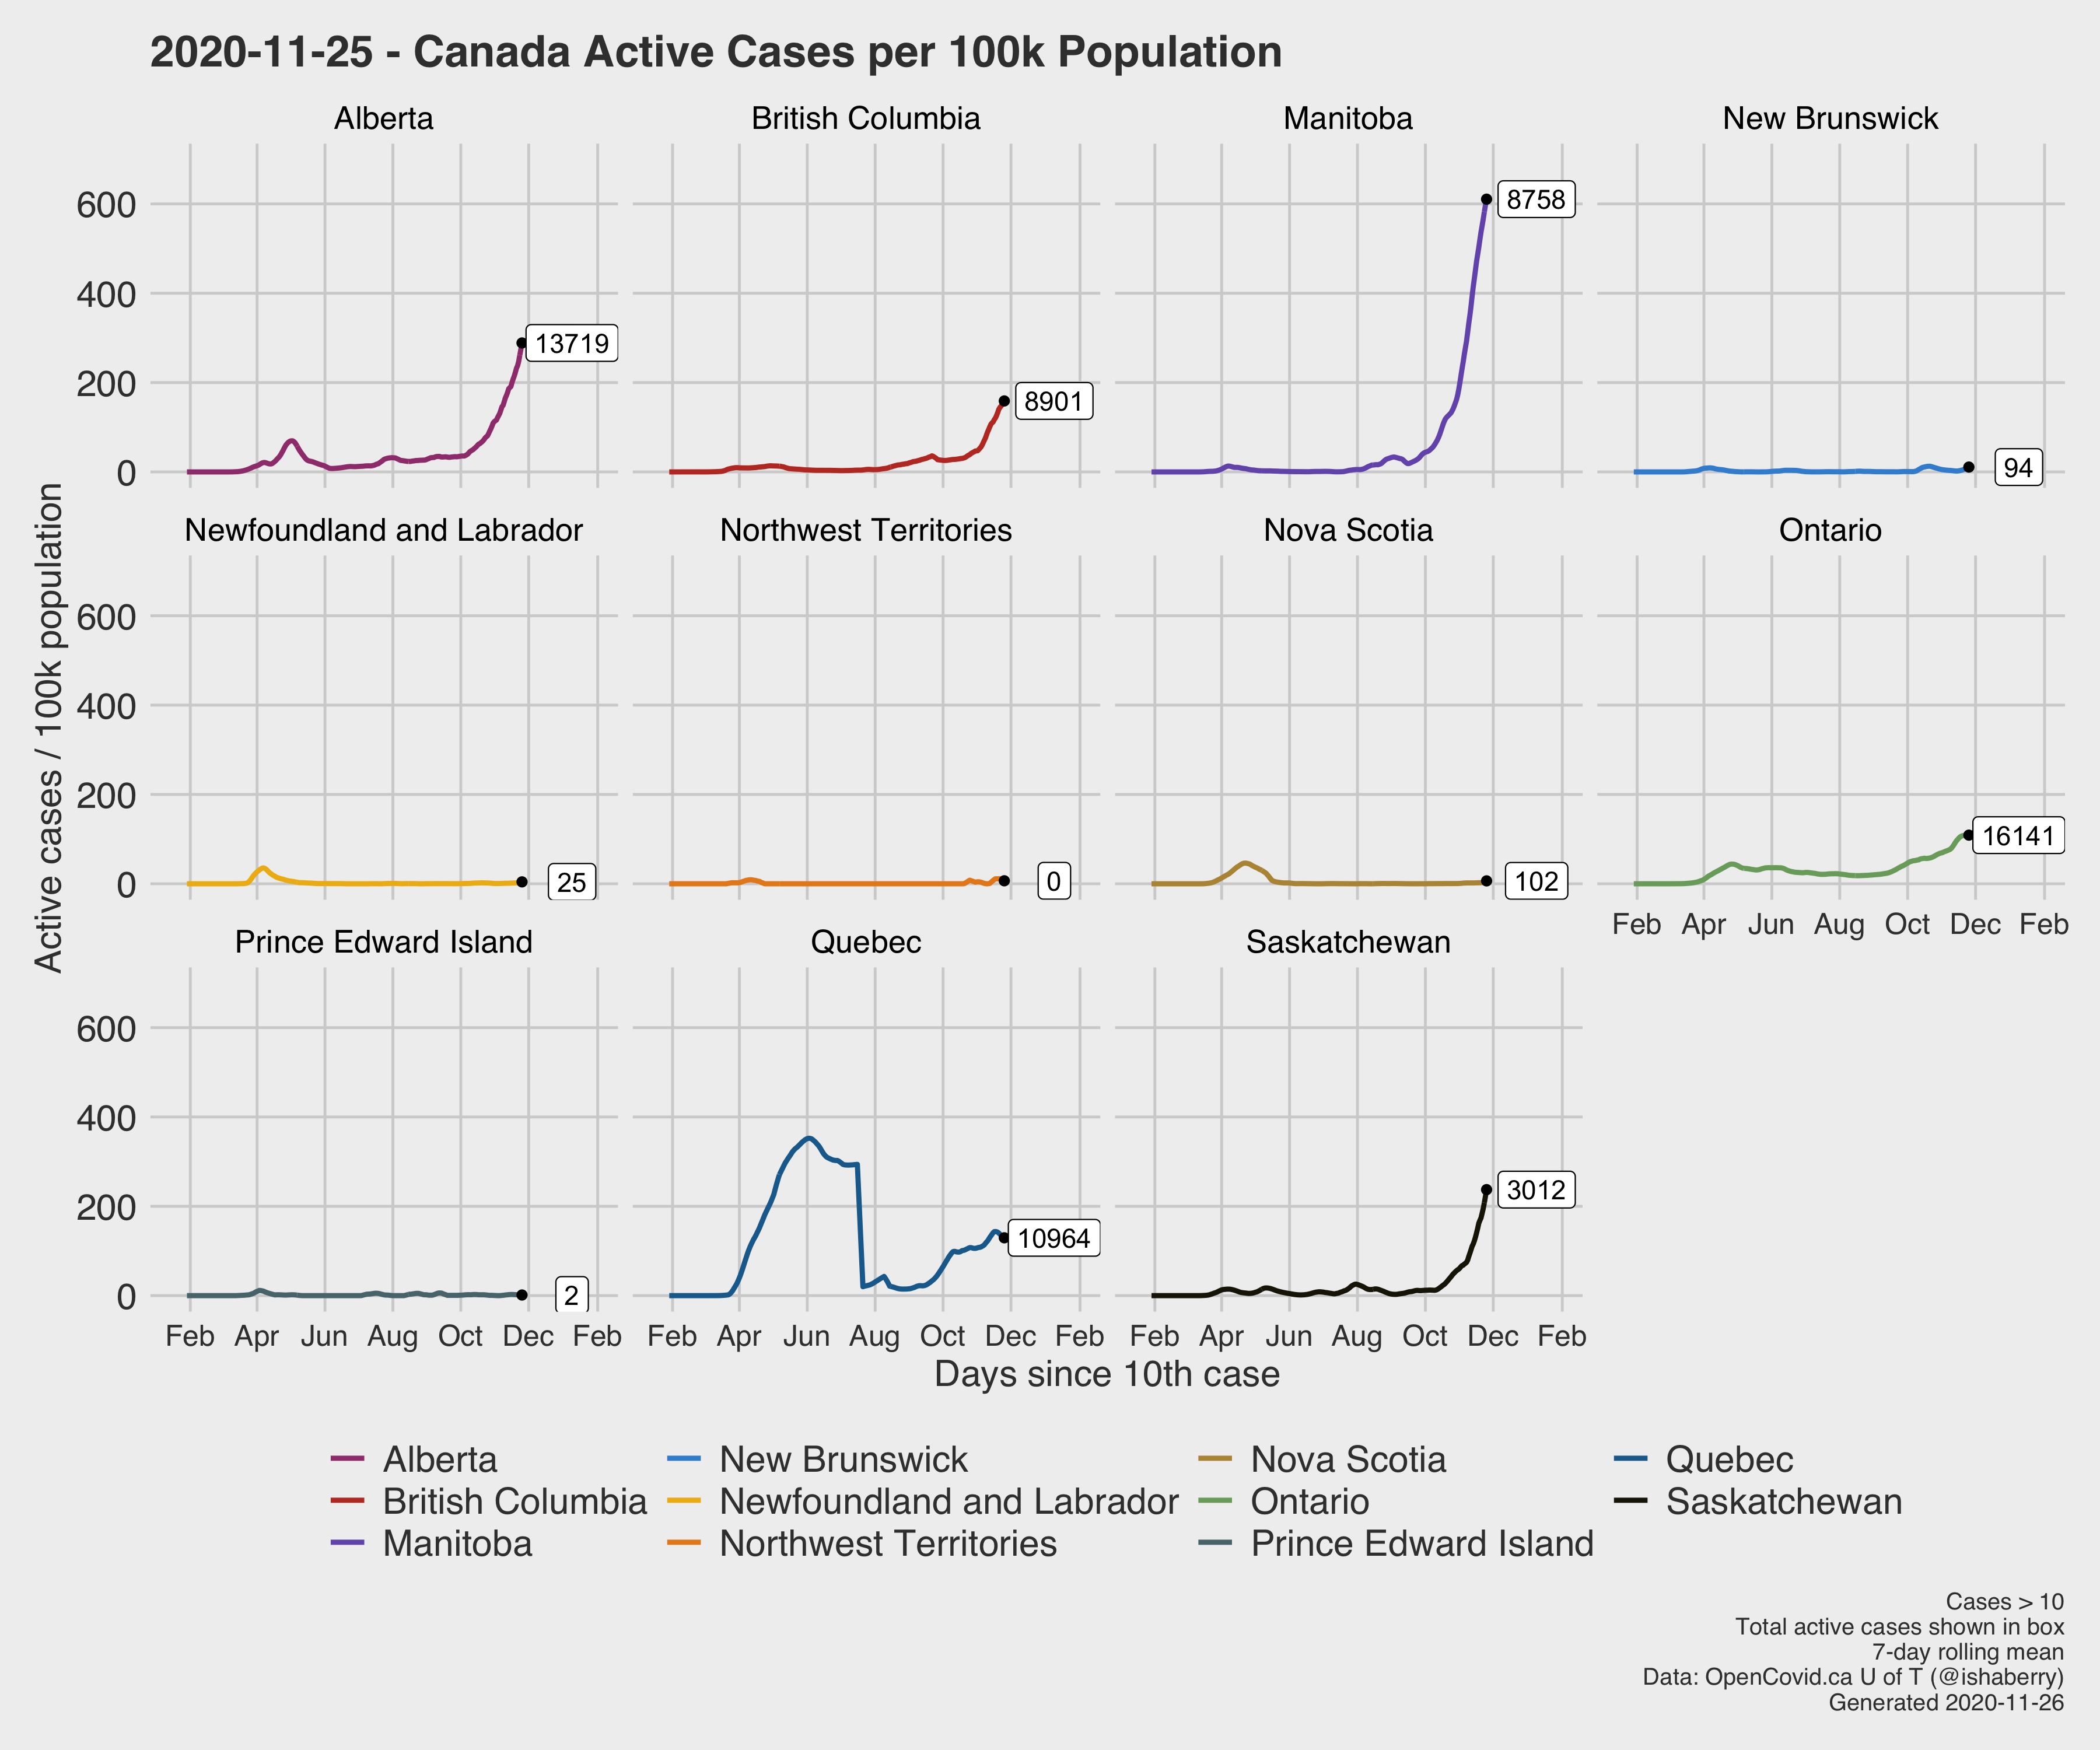 2020-11-25 - Canada Active Cases per 100k Population
Alberta
British Columbia
Manitoba
New Brunswick
600
400
200
0
13719
8901
8758
94
Newfoundland and Labrador
Northwest Territories
Nova Scotia
Ontario
Active cases / 100k population
600
400
200
0
25
0
102
16141
Feb Apr Jun Aug Oct Dec Feb
Prince Edward Island
Quebec
Saskatchewan
600
400
200
0
2
10964
3012
Feb Apr Jun Aug Oct Dec Feb
Feb Apr Jun Aug Oct Dec Feb
Feb Apr Jun Aug Oct Dec Feb
Days since 10th case
Alberta
British Columbia
Manitoba
New Brunswick
Newfoundland and Labrador
Northwest Territories
Nova Scotia
Ontario
Prince Edward Island
Quebec
Saskatchewan
Cases > 10
Total active cases shown in box
7-day rolling mean
Data: OpenCovid.ca U of T (@ishaberry)
Generated 2020-11-26